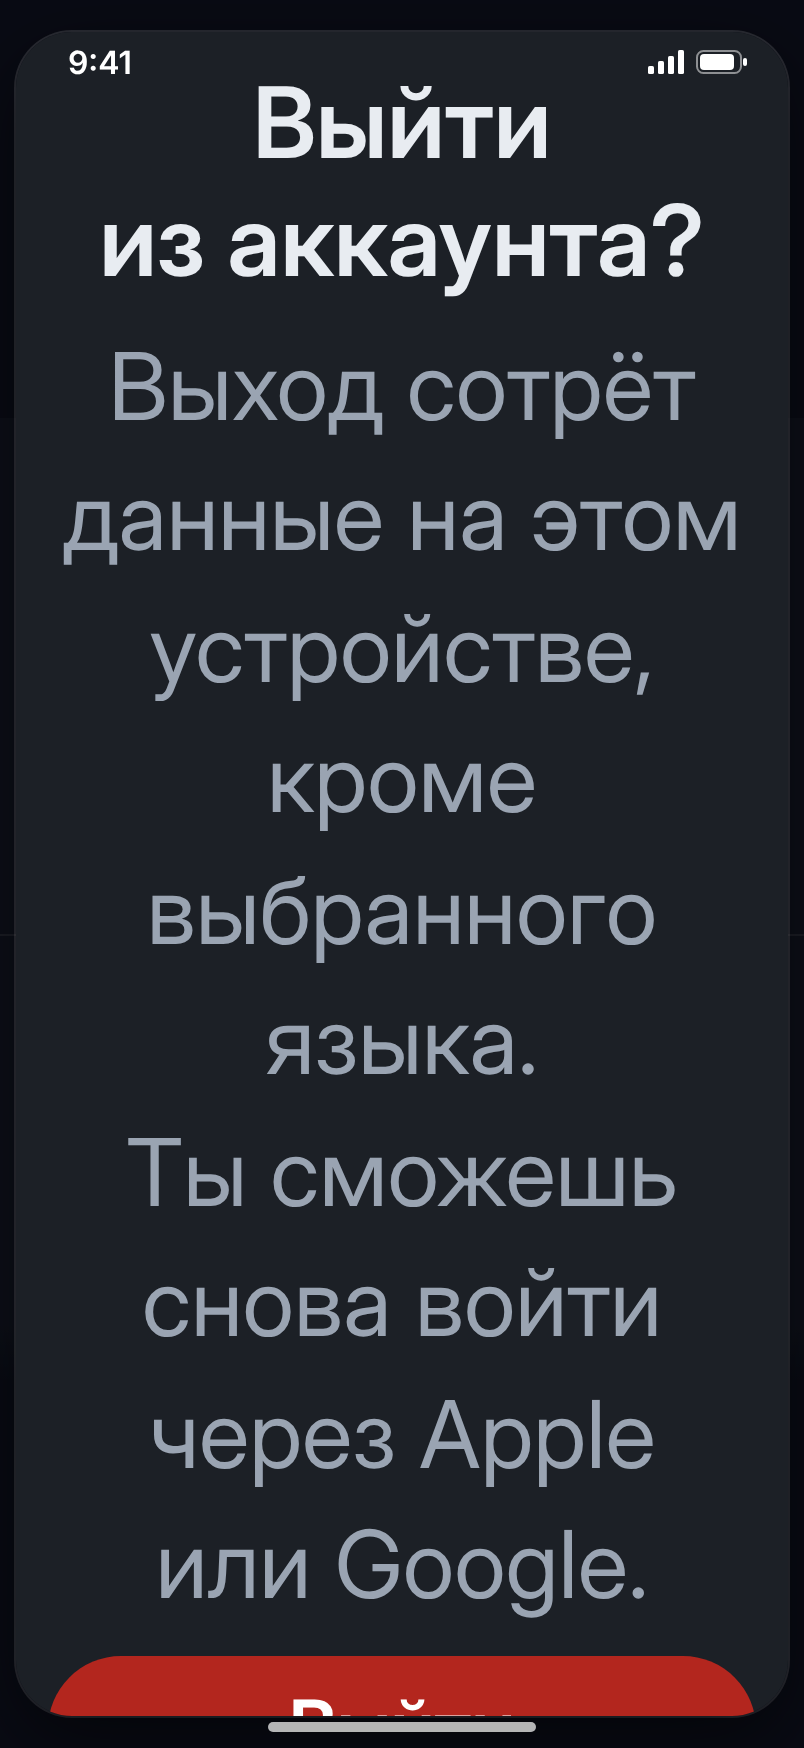 9:41
Выйти
из аккаунта?
Выход сотрёт
данные на этом
устройстве,
кроме
выбранного
языка.
Ты сможешь
снова войти
через Apple
или Google.
Выйти